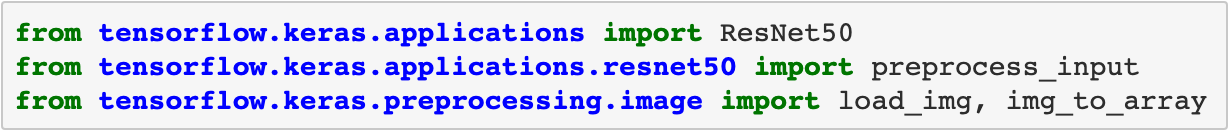 from tensorflow.keras.applications import ResNet50
from tensorflow.keras.applications.resnet50 import preprocess_input
from tensorflow.keras.preprocessing.image import load_img, img_to_array